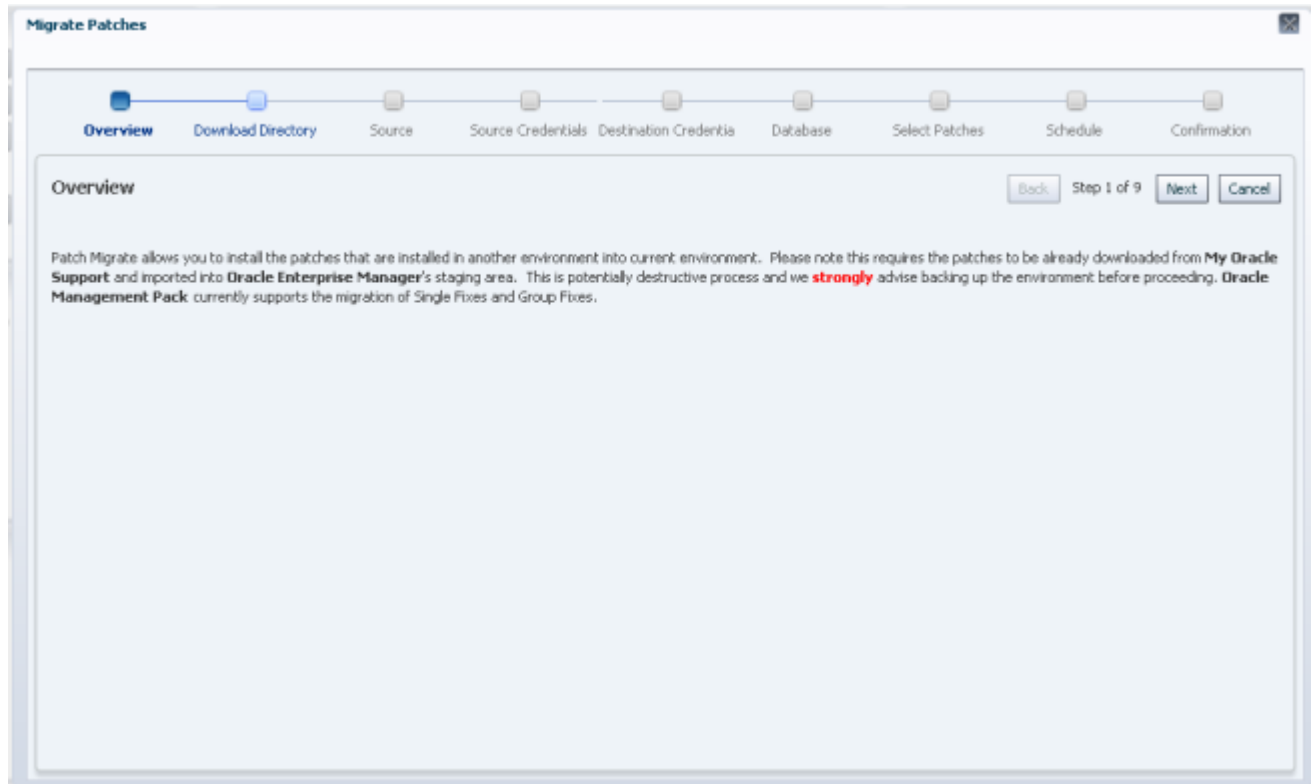 Migrate Patches
Overview
Download Directory
Source
Source Credentials
Destination Credentia
Database
Select Patches
Schedule
Confirmation
Overview
Back
Step 1 of 9
Next
Cancel
Patch Migrate allows you to install the patches that are installed in another environment into current environment. Please note this requires the patches to be already downloaded from My Oracle
Support and imported into Oracle Enterprise Manager's staging area. This is potentially destructive process and we strongly advise backing up the environment before proceeding. Oracle
Management Pack currently supports the migration of Single Fixes and Group Fixes.